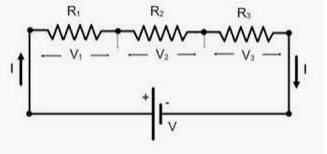 R₁ R₂ R₃
V₁ V₂ V₃
I I
+ -
V